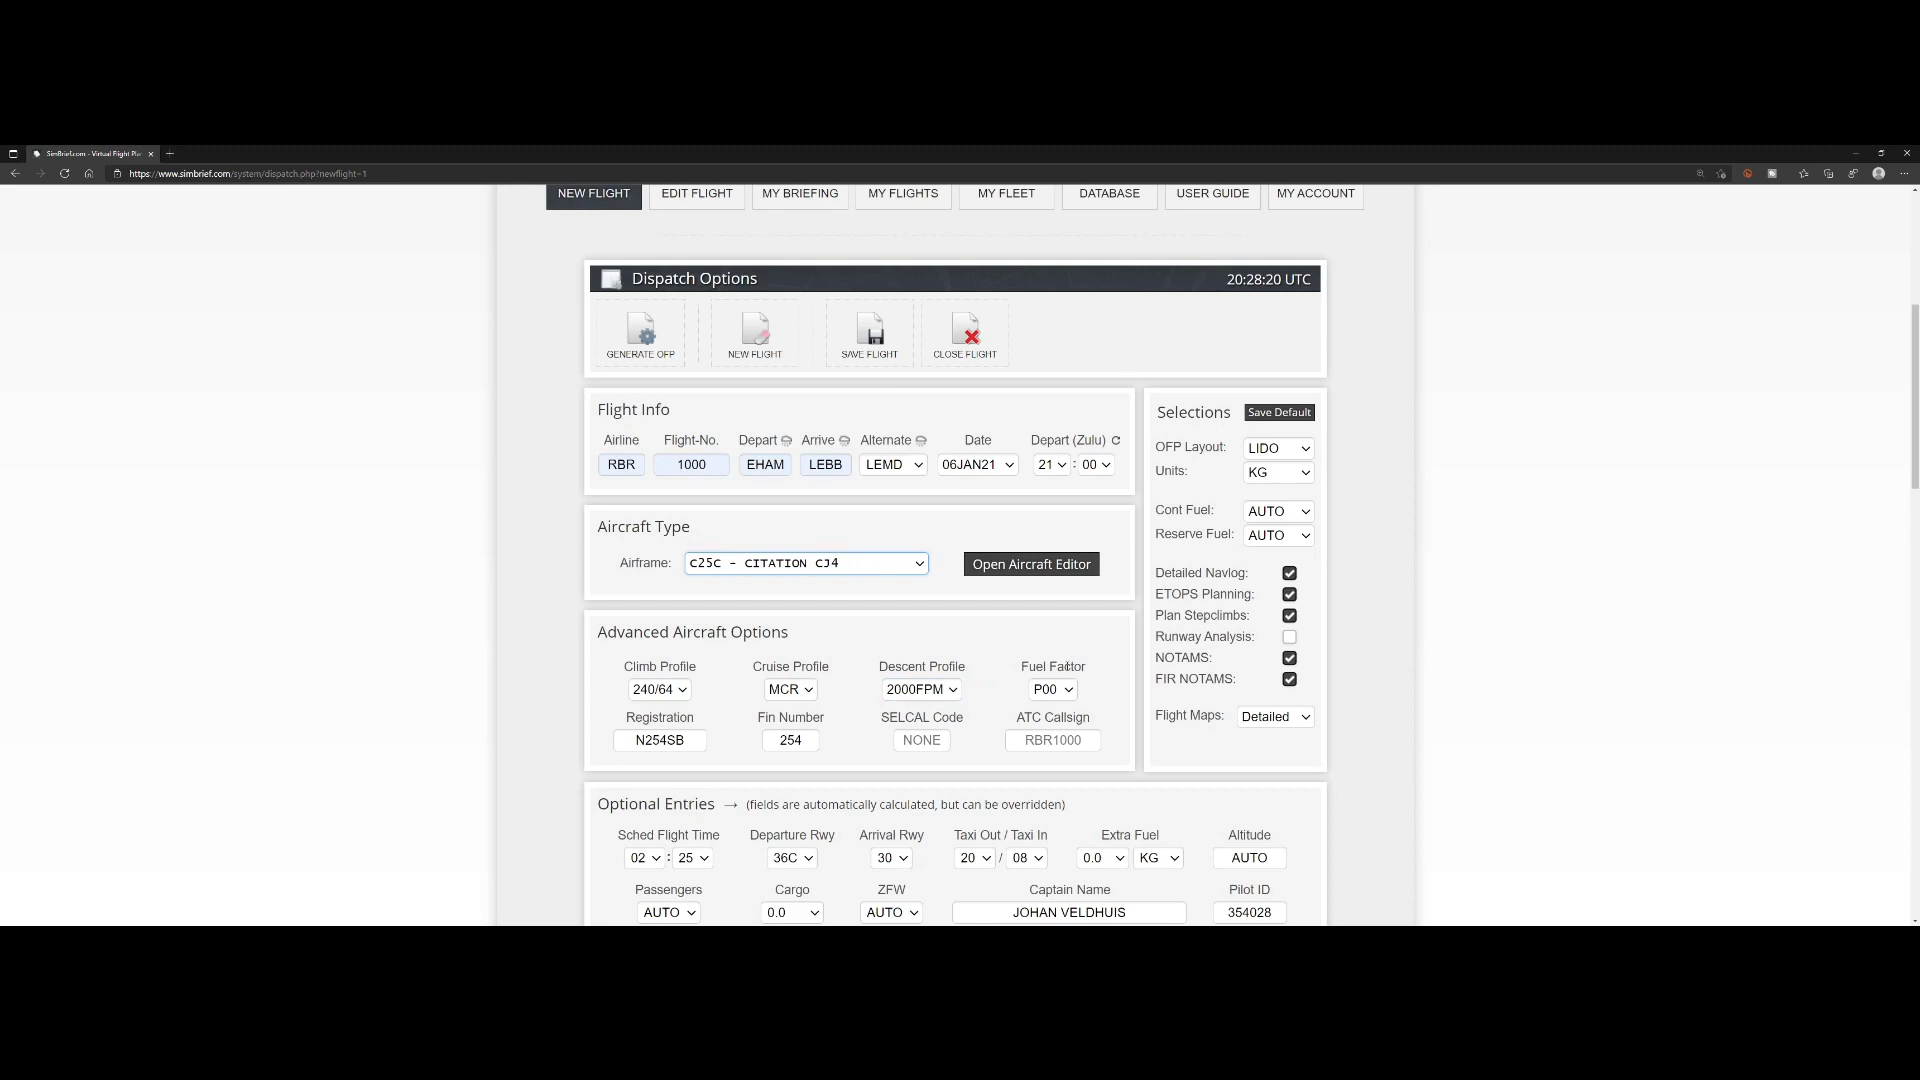 SimBrief.com - Virtual Flight Pla
https://www.simbrief.com/system/dispatch.php?newflight=1
NEW FLIGHT EDIT FLIGHT MY BRIEFING MY FLIGHTS MY FLEET DATABASE USER GUIDE MY ACCOUNT
Dispatch Options 20:28:20 UTC
GENERATE OFP NEW FLIGHT SAVE FLIGHT CLOSE FLIGHT
Flight Info
Airline Flight-No. Depart Arrive Alternate Date Depart (Zulu)
RBR 1000 EHAM LEBB LEMD 06JAN21 21 : 00
Aircraft Type
Airframe: C25C - CITATION CJ4 Open Aircraft Editor
Advanced Aircraft Options
Climb Profile Cruise Profile Descent Profile Fuel Factor
240/64 MCR 2000FPM P00
Registration Fin Number SELCAL Code ATC Callsign
N254SB 254 NONE RBR1000
Selections Save Default
OFP Layout: LIDO
Units: KG
Cont Fuel: AUTO
Reserve Fuel: AUTO
Detailed Navlog:
ETOPS Planning:
Plan Stepclimbs:
Runway Analysis:
NOTAMS:
FIR NOTAMS:
Flight Maps: Detailed
Optional Entries → (fields are automatically calculated, but can be overridden)
Sched Flight Time Departure Rwy Arrival Rwy Taxi Out / Taxi In Extra Fuel Altitude
02 : 25 36C 30 20 / 08 0.0 KG AUTO
Passengers Cargo ZFW Captain Name Pilot ID
AUTO 0.0 AUTO JOHAN VELDHUIS 354028